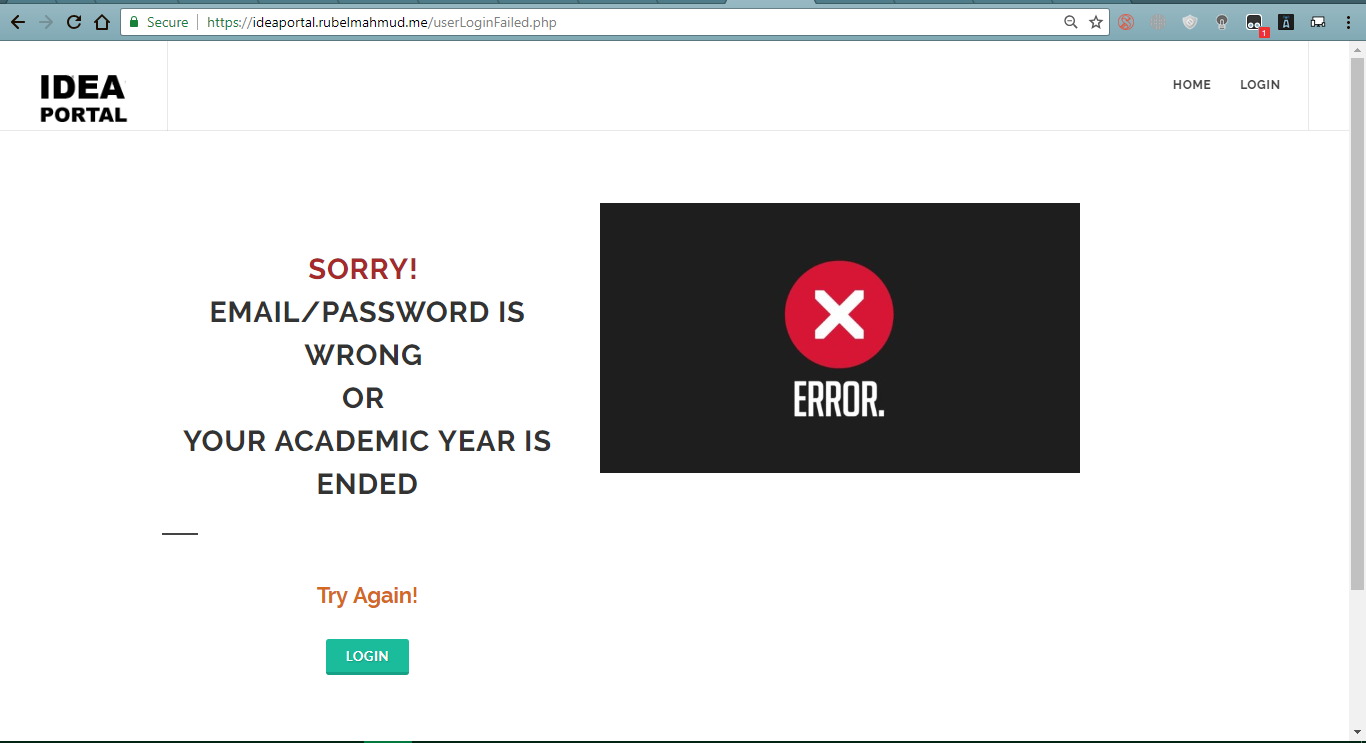 Secure
https://ideaportal.rubelmahmud.me/userLoginFailed.php
1
A
IDEA
PORTAL
HOME
LOGIN
SORRY!
EMAIL/PASSWORD IS
WRONG
OR
YOUR ACADEMIC YEAR IS
ENDED
ERROR.
Try Again!
LOGIN